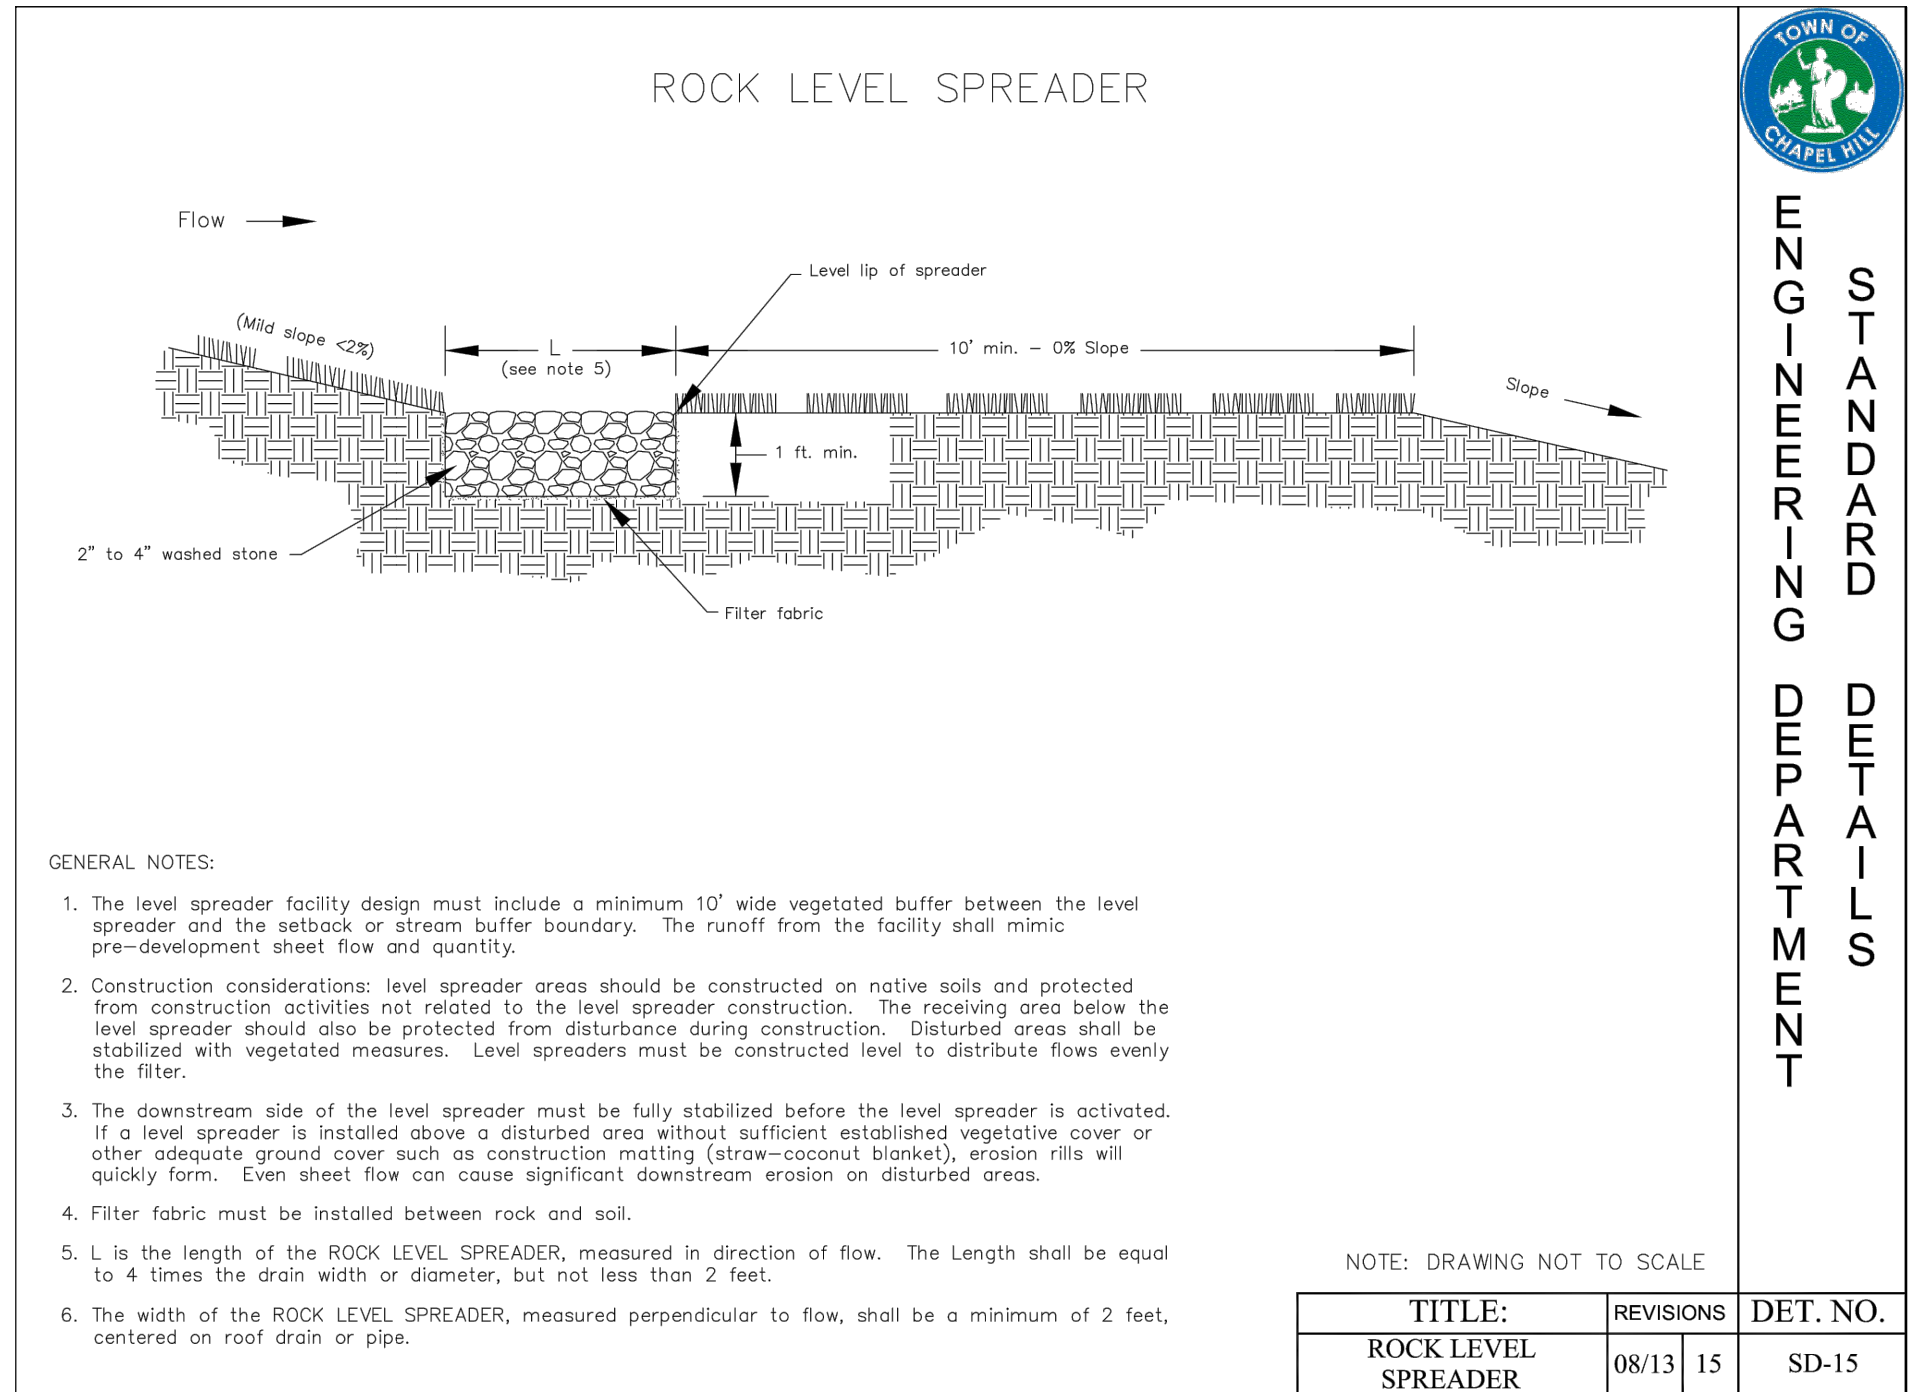 ROCK LEVEL SPREADER
TOWN OF
CHAPEL HILL
Flow
Level lip of spreader
(Mild slope <2%)
L
(see note 5)
10' min. – 0% Slope
Slope
1 ft. min.
2" to 4" washed stone
Filter fabric
ENGINEERING DEPARTMENT
STANDARD DETAILS
GENERAL NOTES:
1. The level spreader facility design must include a minimum 10' wide vegetated buffer between the level
spreader and the setback or stream buffer boundary. The runoff from the facility shall mimic
pre–development sheet flow and quantity.
2. Construction considerations: level spreader areas should be constructed on native soils and protected
from construction activities not related to the level spreader construction. The receiving area below the
level spreader should also be protected from disturbance during construction. Disturbed areas shall be
stabilized with vegetated measures. Level spreaders must be constructed level to distribute flows evenly
the filter.
3. The downstream side of the level spreader must be fully stabilized before the level spreader is activated.
If a level spreader is installed above a disturbed area without sufficient established vegetative cover or
other adequate ground cover such as construction matting (straw–coconut blanket), erosion rills will
quickly form. Even sheet flow can cause significant downstream erosion on disturbed areas.
4. Filter fabric must be installed between rock and soil.
5. L is the length of the ROCK LEVEL SPREADER, measured in direction of flow. The Length shall be equal
to 4 times the drain width or diameter, but not less than 2 feet.
6. The width of the ROCK LEVEL SPREADER, measured perpendicular to flow, shall be a minimum of 2 feet,
centered on roof drain or pipe.
NOTE: DRAWING NOT TO SCALE
TITLE:
REVISIONS
DET. NO.
ROCK LEVEL
SPREADER
08/13
15
SD-15